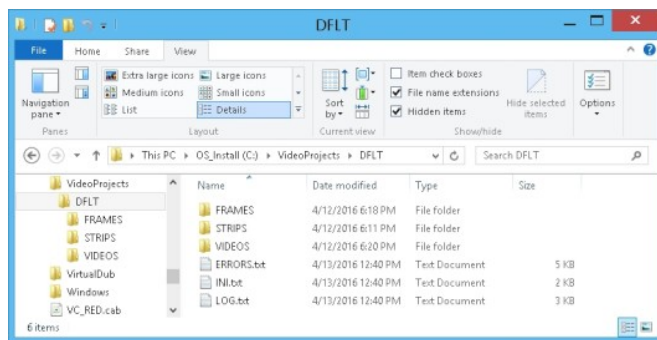 DFLT
File Home Share View
Navigation pane
Extra large icons Large icons
Medium icons Small icons
List Details
Sort by
Item check boxes
File name extensions
Hidden items
Hide selected items
Options
Panes Layout Current view Show/hide
This PC OS_Install (C:) VideoProjects DFLT Search DFLT
VideoProjects
DFLT
FRAMES
STRIPS
VIDEOS
VirtualDub
Windows
VC_RED.cab
Name Date modified Type Size
FRAMES 4/12/2016 6:18 PM File folder
STRIPS 4/12/2016 6:11 PM File folder
VIDEOS 4/12/2016 6:20 PM File folder
ERRORS.txt 4/13/2016 12:40 PM Text Document 5 KB
INI.txt 4/13/2016 12:40 PM Text Document 2 KB
LOG.txt 4/13/2016 12:40 PM Text Document 3 KB
6 items